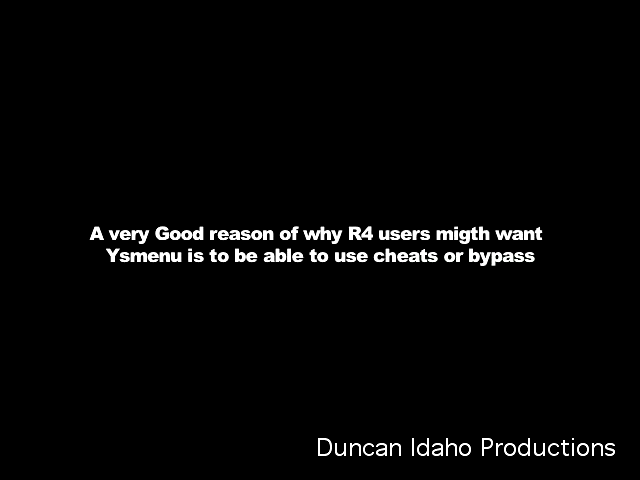 A very Good reason of why R4 users migth want
Ysmenu is to be able to use cheats or bypass
Duncan Idaho Productions